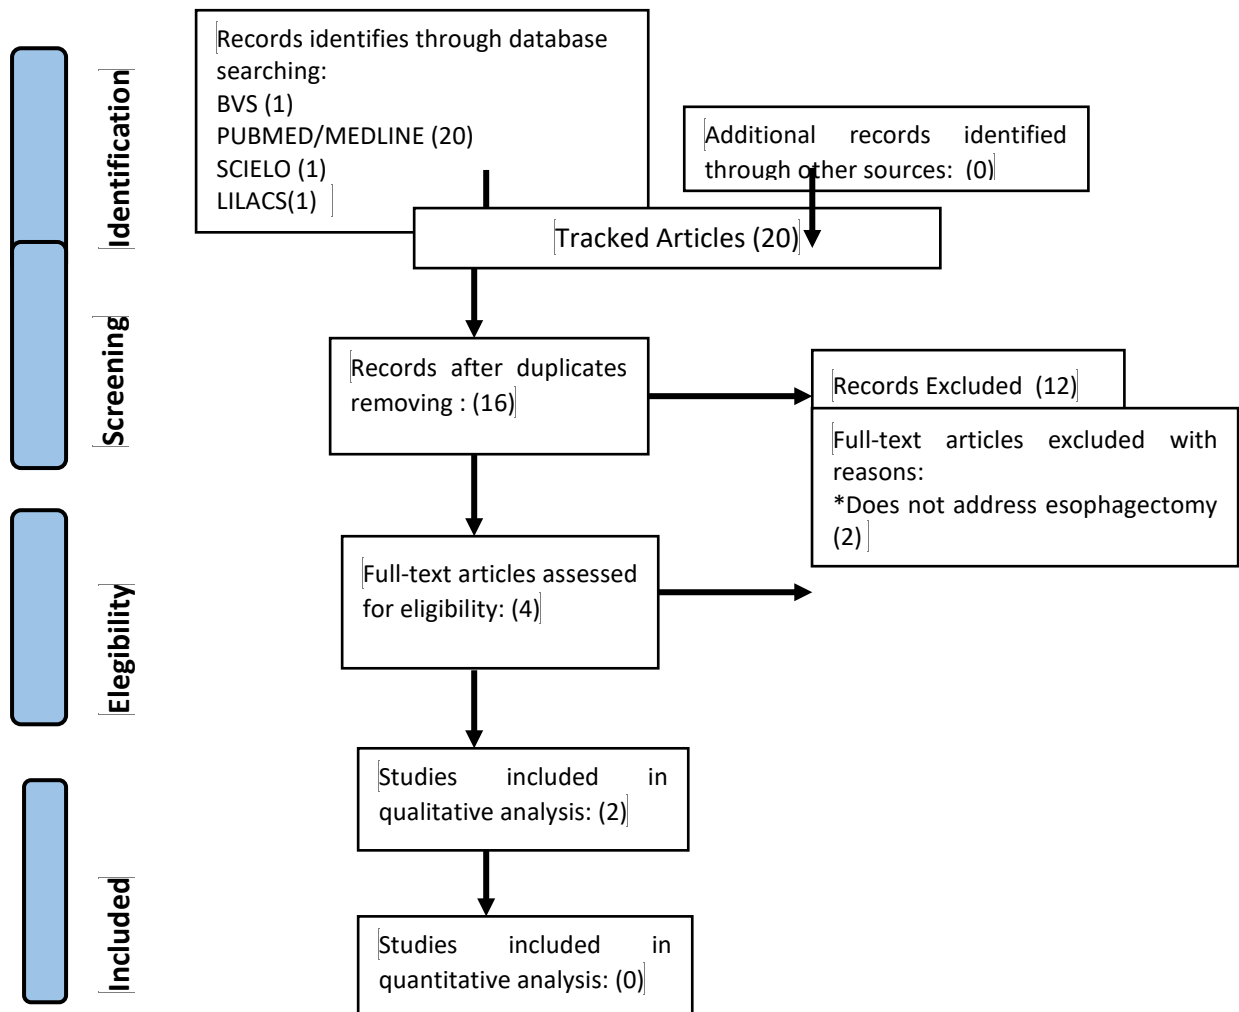 Records identifies through database
searching:
BVS (1)
PUBMED/MEDLINE (20)
SCIELO (1)
LILACS(1)
Additional records identified
through other sources: (0)
Identification
Tracked Articles (20)
Screening
Records after duplicates
removing : (16)
Records Excluded (12)
Full-text articles excluded with
reasons:
*Does not address esophagectomy
(2)
Elegibility
Full-text articles assessed
for eligibility: (4)
Studies included in
qualitative analysis: (2)
Included
Studies included in
quantitative analysis: (0)